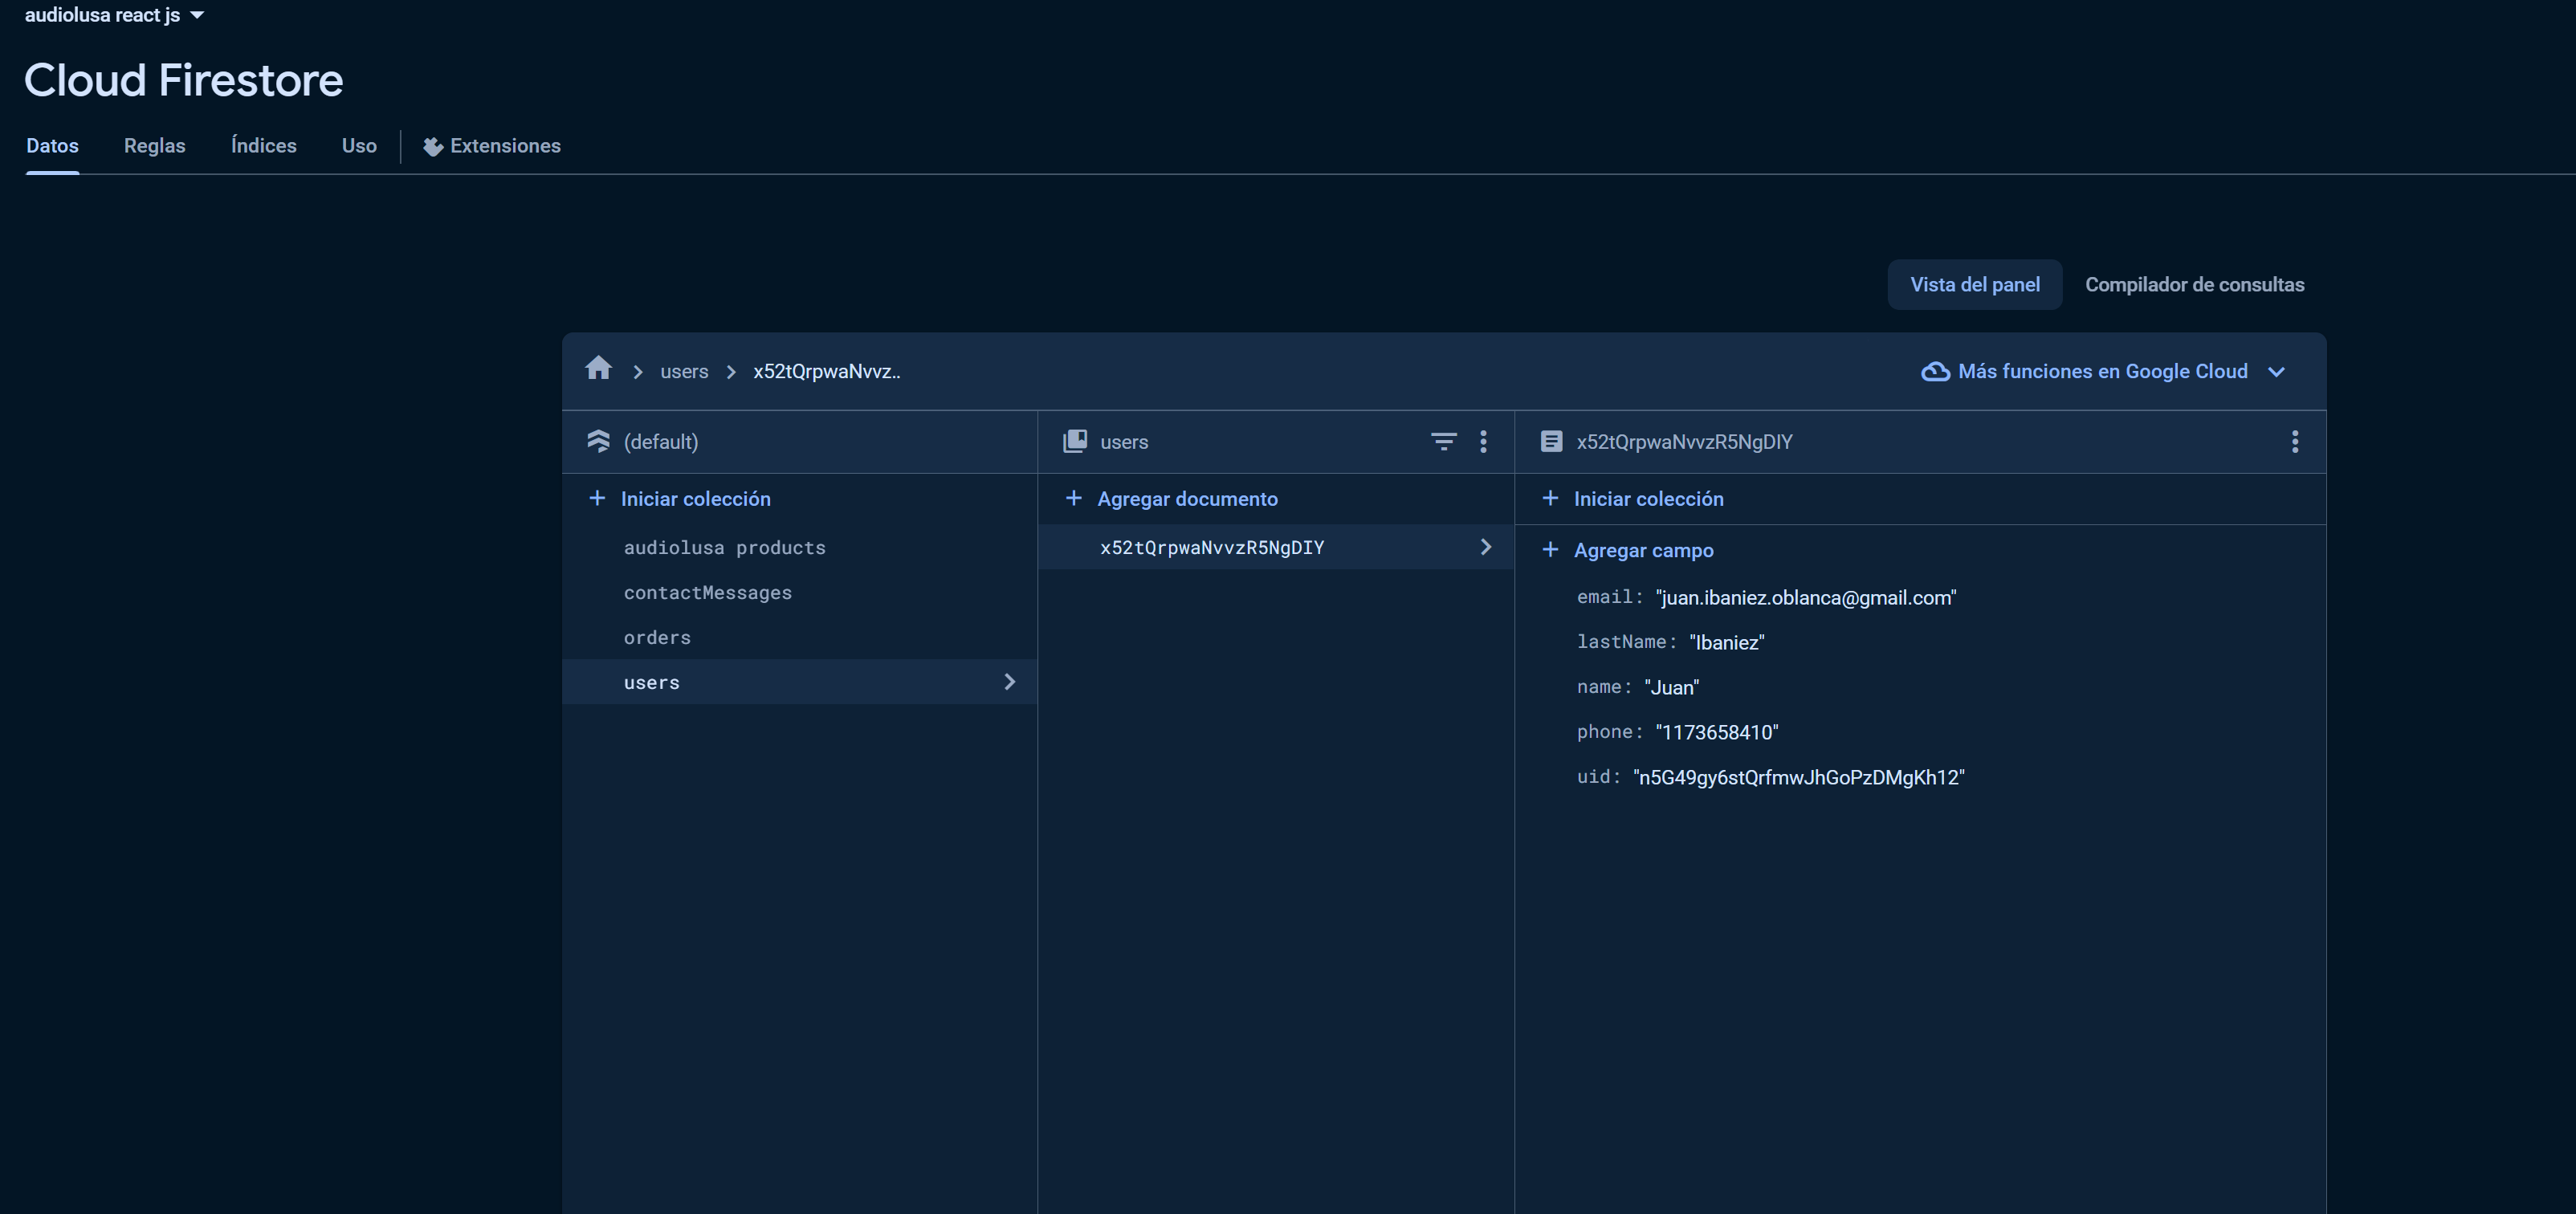 audiolusa react js
Cloud Firestore
Datos Reglas Índices Uso Extensiones
Vista del panel Compilador de consultas
users x52tQrpwaNvvz.. Más funciones en Google Cloud
(default) users x52tQrpwaNvvzR5NgDIY
Iniciar colección Agregar documento Iniciar colección
audiolusa products x52tQrpwaNvvzR5NgDIY Agregar campo
contactMessages email: "juan.ibaniez.oblanca@gmail.com"
orders lastName: "Ibaniez"
users name: "Juan"
phone: "1173658410"
uid: "n5G49gy6stQrfmwJhGoPzDMgKh12"